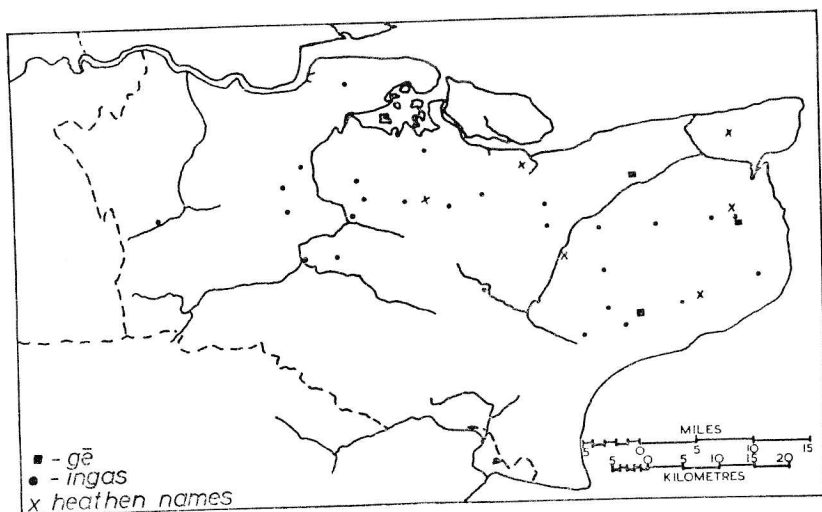 ■ - gē
● - ingas
x heathen names
MILES
5 0 5 10 15
5 0 5 10 15 20
KILOMETRES